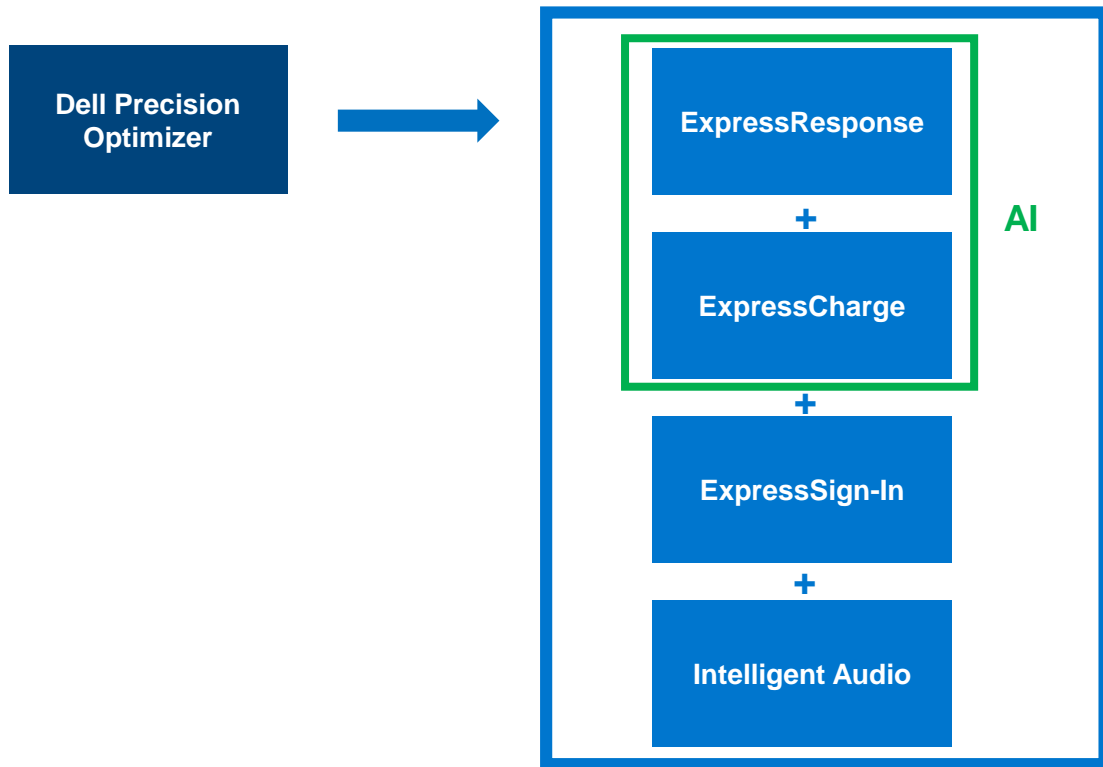 Dell Precision
Optimizer
ExpressResponse
+
AI
ExpressCharge
+
ExpressSign-In
+
Intelligent Audio